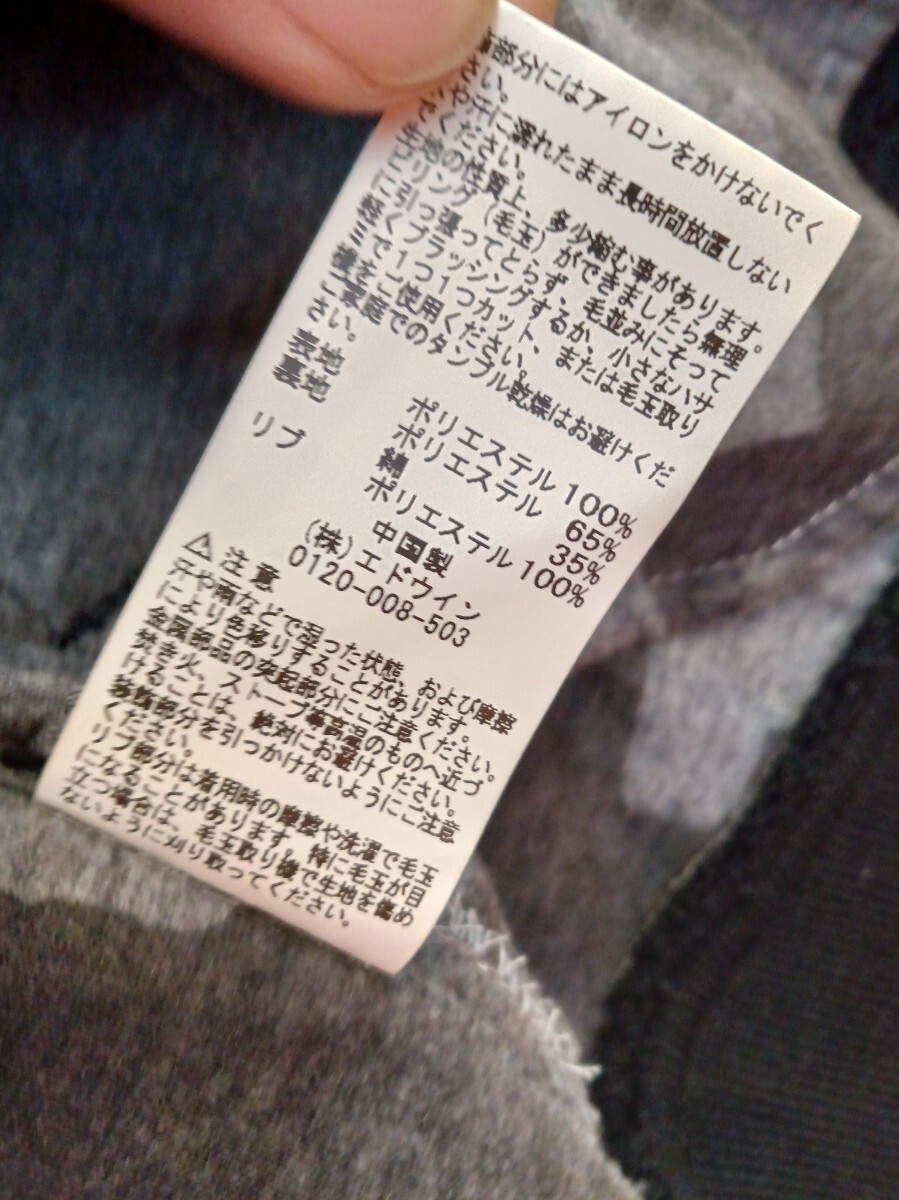 部分にはアイロンをかけないでく
さい。
や汗に濡れたまま長時間放置しない
でください。
生地の性質上、多少縮む事があります。
ピリング(毛玉)ができましたら無理
に引っ張ってとらず、毛並みにそって
軽くブラッシングするか、小さなハサ
ミで1つ1つカット、または毛玉取り
機をご使用ください。
ご家庭でのタンブル乾燥はお避けくだ
さい。
表地 ポリエステル 100%
裏地 ポリエステル 65%
綿 35%
リブ ポリエステル 100%
中国製
(株)エドウイン
0120-008-503
⚠ 注意
汗や雨などで湿った状態、および摩擦
により色移りすることがあります。
金属部品の突起部分にご注意ください。
焚き火、ストーブ等高温のものへ近づ
けることは、絶対にお避けください。
装飾部分を引っかけないようにご注意
ください。
リブ部分は着用時の摩擦や洗濯で毛玉
になることがあります。特に毛玉が目
立つ場合は、毛玉取り機で生地を傷め
ないように刈り取ってください。